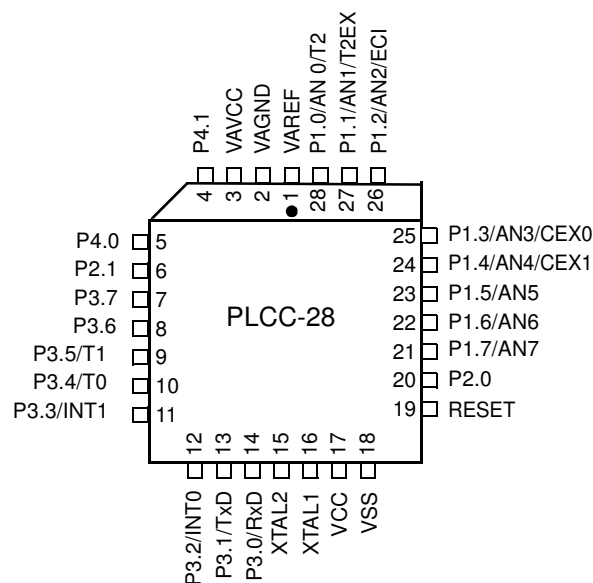 P4.1
VAVCC
VAGND
VAREF
P1.0/AN 0/T2
P1.1/AN1/T2EX
P1.2/AN2/ECI
4
3
2
1
28
27
26
P4.0
5
P2.1
6
P3.7
7
P3.6
8
P3.5/T1
9
P3.4/T0
10
P3.3/INT1
11
PLCC-28
25
P1.3/AN3/CEX0
24
P1.4/AN4/CEX1
23
P1.5/AN5
22
P1.6/AN6
21
P1.7/AN7
20
P2.0
19
RESET
12
13
14
15
16
17
18
P3.2/INT0
P3.1/TxD
P3.0/RxD
XTAL2
XTAL1
VCC
VSS